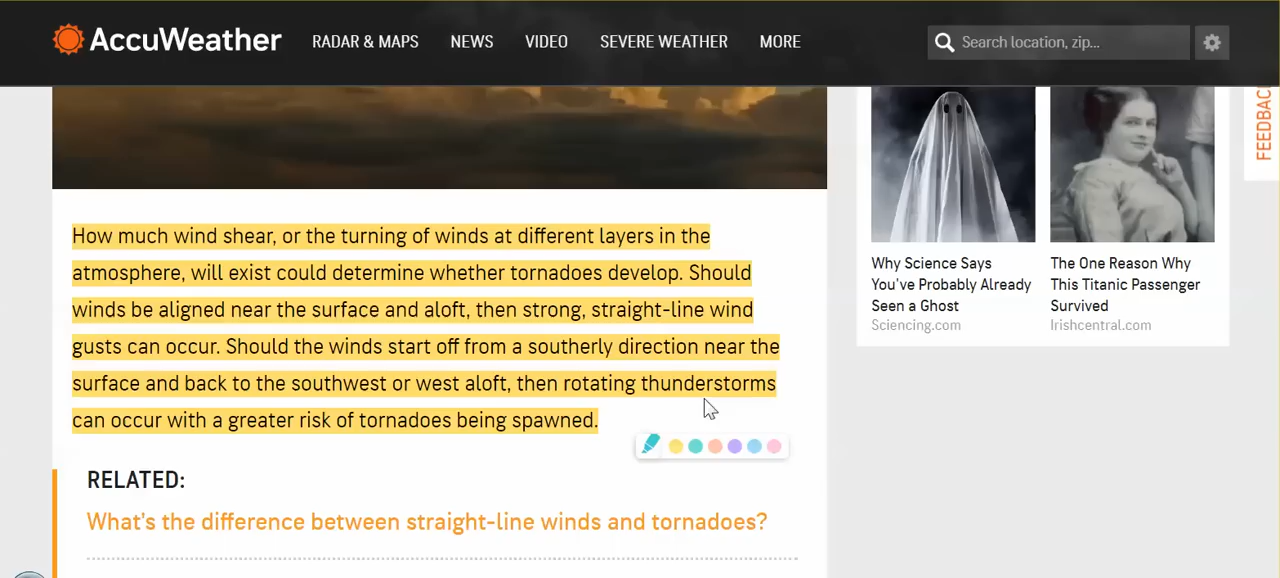 AccuWeather RADAR & MAPS NEWS VIDEO SEVERE WEATHER MORE Search location, zip...
How much wind shear, or the turning of winds at different layers in the
atmosphere, will exist could determine whether tornadoes develop. Should
winds be aligned near the surface and aloft, then strong, straight-line wind
gusts can occur. Should the winds start off from a southerly direction near the
surface and back to the southwest or west aloft, then rotating thunderstorms
can occur with a greater risk of tornadoes being spawned.
RELATED:
What's the difference between straight-line winds and tornadoes?
Why Science Says
You've Probably Already
Seen a Ghost
Sciencing.com
The One Reason Why
This Titanic Passenger
Survived
Irishcentral.com